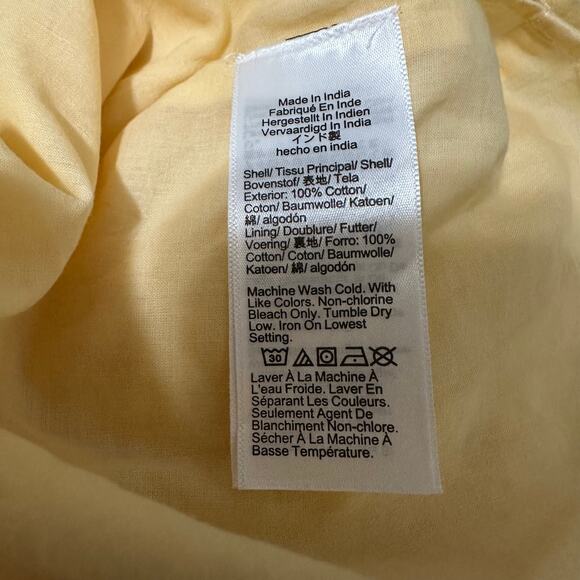 Made In India
Fabriqué En Inde
Hergestellt In Indien
Vervaardigd In India
インド製
hecho en india
Shell/ Tissu Principal/ Shell/
Bovenstof/ 表地/ Tela
Exterior: 100% Cotton/
Coton/ Baumwolle/ Katoen/
綿/ algodón
Lining/ Doublure/ Futter/
Voering/ 裏地/ Forro: 100%
Cotton/ Coton/ Baumwolle/
Katoen/ 綿/ algodón
Machine Wash Cold. With
Like Colors. Non-chlorine
Bleach Only. Tumble Dry
Low. Iron On Lowest
Setting.
30
Laver À La Machine À
L'eau Froide. Laver En
Séparant Les Couleurs.
Seulement Agent De
Blanchiment Non-chlore.
Sécher À La Machine À
Basse Température.